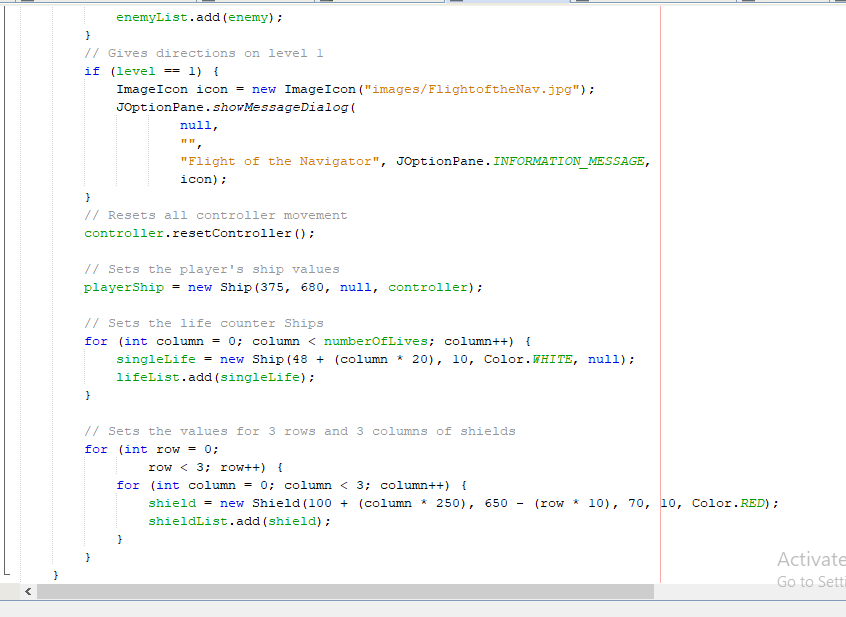 enemyList.add(enemy);
}
// Gives directions on level 1
if (level == 1) {
ImageIcon icon = new ImageIcon("images/FlightoftheNav.jpg");
JOptionPane.showMessageDialog(
null,
"",
"Flight of the Navigator", JOptionPane.INFORMATION_MESSAGE,
icon);
}
// Resets all controller movement
controller.resetController();
// Sets the player's ship values
playerShip = new Ship(375, 680, null, controller);
// Sets the life counter Ships
for (int column = 0; column < numberOfLives; column++) {
singleLife = new Ship(48 + (column * 20), 10, Color.WHITE, null);
lifeList.add(singleLife);
}
// Sets the values for 3 rows and 3 columns of shields
for (int row = 0;
row < 3; row++) {
for (int column = 0; column < 3; column++) {
shield = new Shield(100 + (column * 250), 650 - (row * 10), 70, 10, Color.RED);
shieldList.add(shield);
}
}
}
Activate
Go to Setti